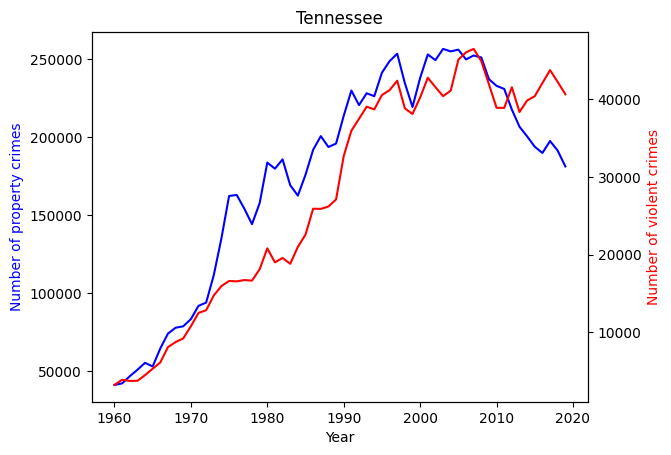 Tennessee
Number of property crimes
250000
200000
150000
100000
50000
40000
30000
20000
10000
Number of violent crimes
1960 1970 1980 1990 2000 2010 2020
Year